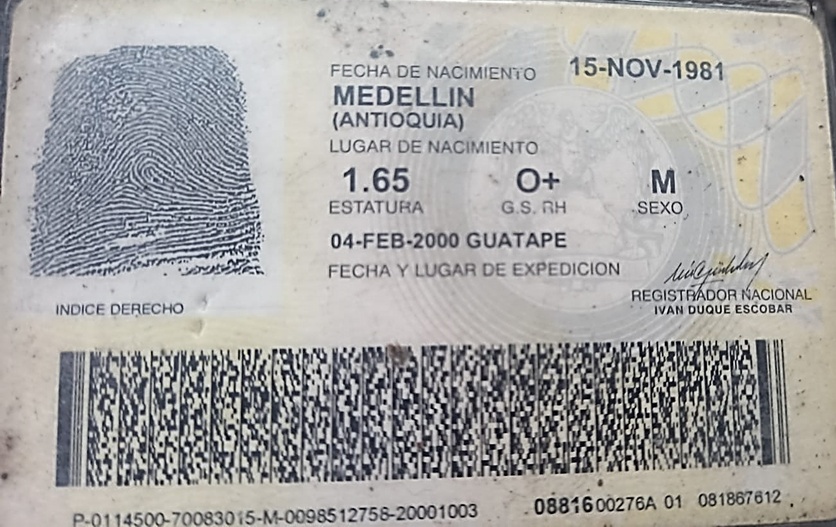 FECHA DE NACIMIENTO 15-NOV-1981
MEDELLIN
(ANTIOQUIA)
LUGAR DE NACIMIENTO
1.65 O+ M
ESTATURA G.S. RH SEXO
04-FEB-2000 GUATAPE
FECHA Y LUGAR DE EXPEDICION
INDICE DERECHO
REGISTRADOR NACIONAL
IVAN DUQUE ESCOBAR
P-0114500-70083015-M-0098512758-20001003 0881600276A 01 081867612